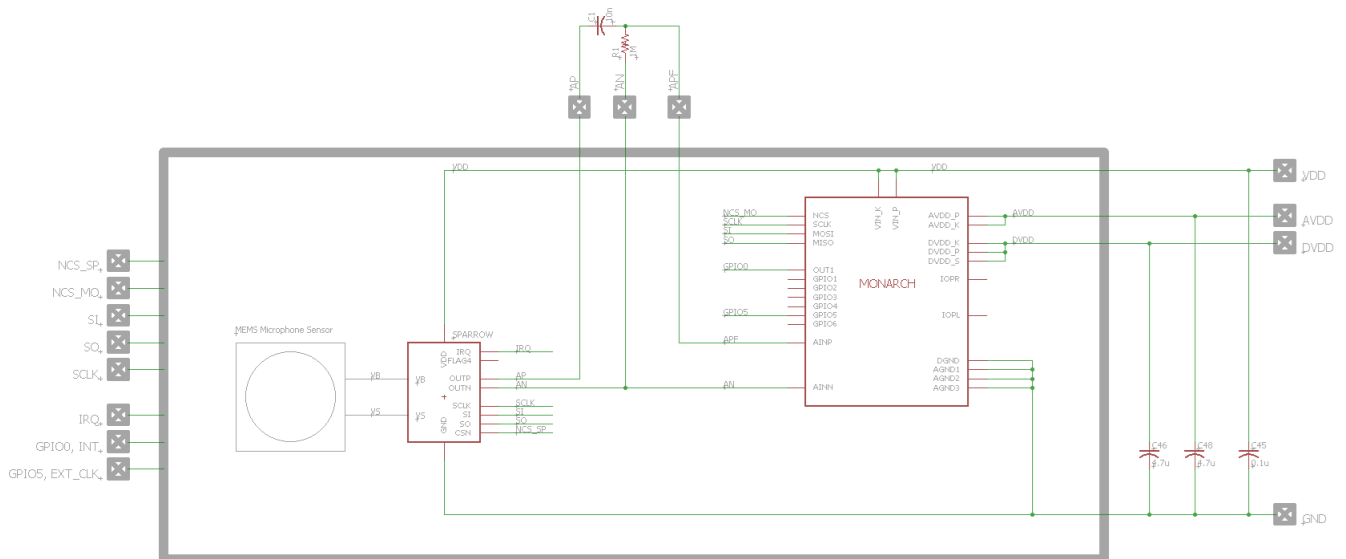 C1
10n
R1
1M
AP
AN
APF
VDD
VDD
VDD
AVDD
DVDD
NCS_MO
SCLK
SI
SO
GPIO0
GPIO5
APF
AN
NCS
SCLK
MOSI
MISO
OUT1
GPIO1
GPIO2
GPIO3
GPIO4
GPIO5
GPIO6
AINP
AINN
VIN_K
VIN_P
MONARCH
AVDD_P
AVDD_K
DVDD_K
DVDD_P
DVDD_S
IOPR
IOPL
DGND
AGND1
AGND2
AGND3
AVDD
DVDD
NCS_SP
NCS_MO
SI
SO
SCLK
IRQ
GPIO0, INT
GPIO5, EXT_CLK
MEMS Microphone Sensor
VB
VS
SPARROW
VDD
VB
VS
GND
IRQ
FLAG4
OUTP
OUTN
SCLK
SI
SO
CSN
IRQ
AP
AN
SCLK
SI
SO
NCS_SP
C46
4.7u
C48
4.7u
C45
0.1u
GND